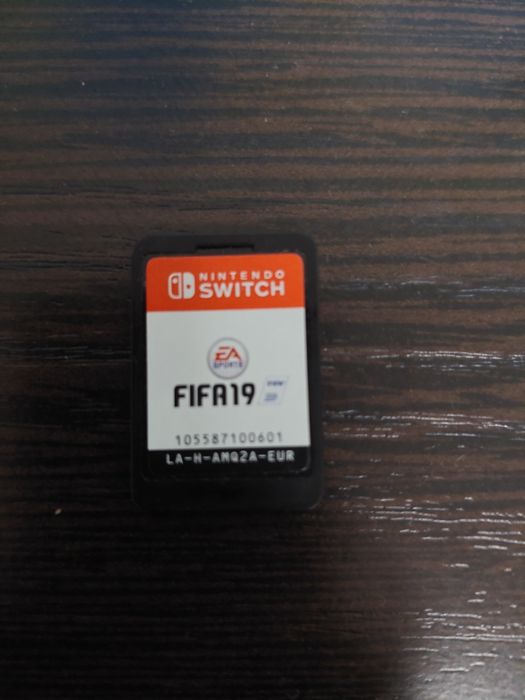 NINTENDO
SWITCH
EA
SPORTS
FIFA19
105587100601
LA-H-AMQ2A-EUR